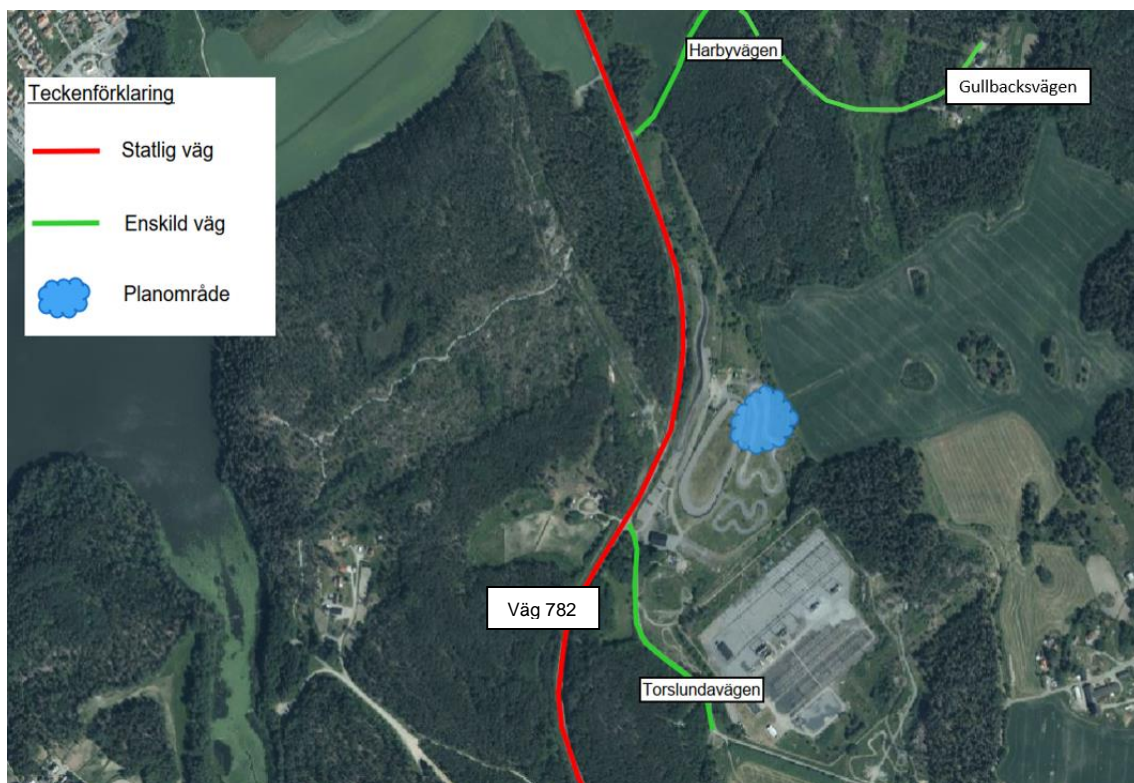 Harbyvägen
Gullbacksvägen
Teckenförklaring
Statlig väg
Enskild väg
Planområde
Väg 782
Torslundavägen